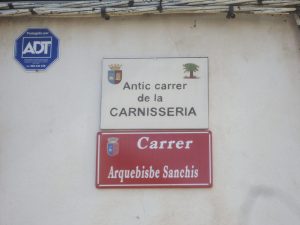 ADT
Antic carrer
de la
CARNISSERIA
Carrer
Arquebisbe Sanchis